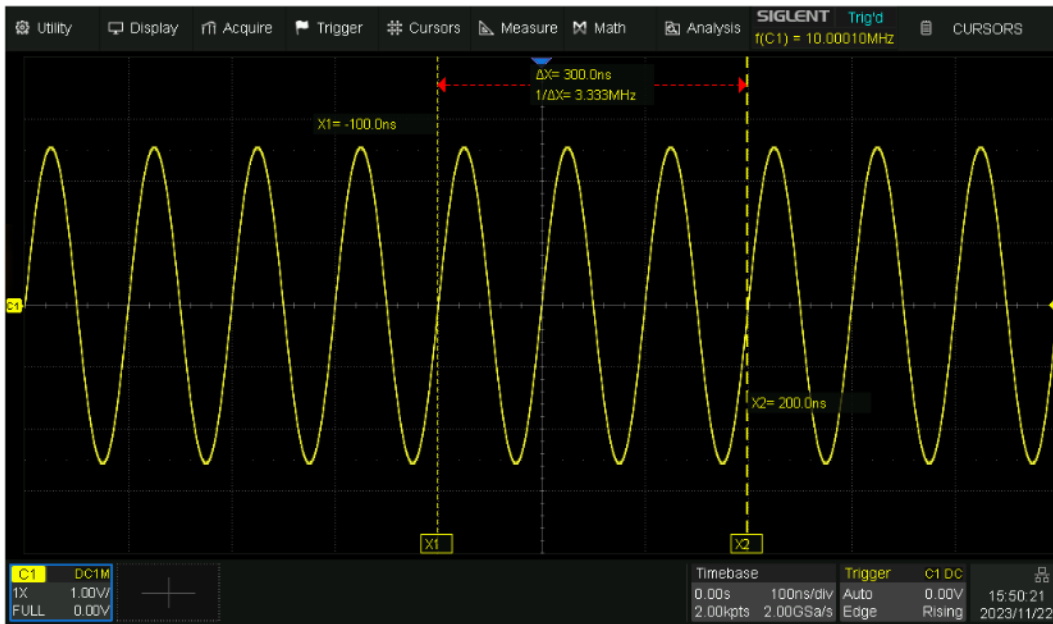 Utility Display Acquire Trigger Cursors Measure Math Analysis SIGLENT Trig'd CURSORS
f(C1) = 10.00010MHz
ΔX= 300.0ns
1/ΔX= 3.333MHz
X1= -100.0ns
C1
X2= 200.0ns
X1 X2
C1 DC1M Timebase Trigger C1 DC
1X 1.00V/ 0.00s 100ns/div Auto 0.00V 15:50:21
FULL 0.00V 2.00kpts 2.00GSa/s Edge Rising 2023/11/22